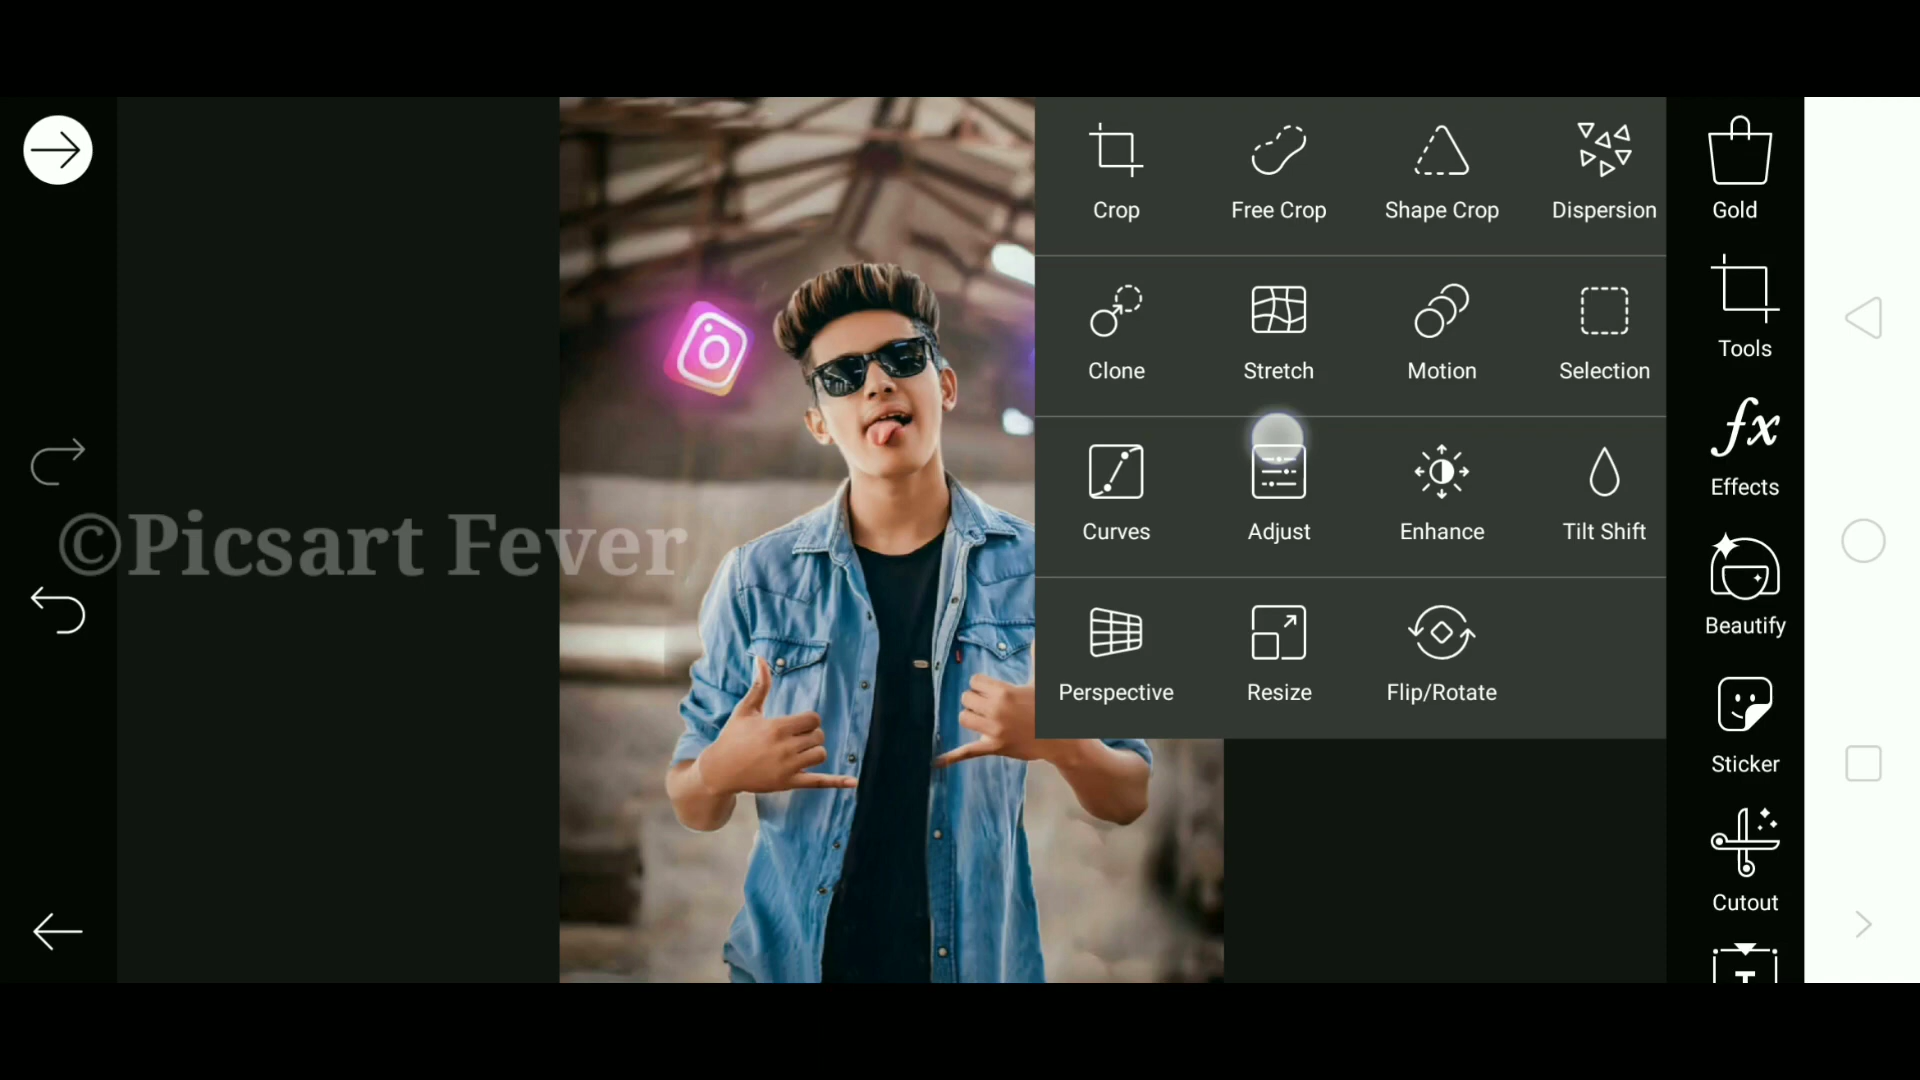 Crop Free Crop Shape Crop Dispersion
Clone Stretch Motion Selection
Curves Adjust Enhance Tilt Shift
Perspective Resize Flip/Rotate
Gold
Tools
fx
Effects
Beautify
Sticker
Cutout
T
©Picsart Fever